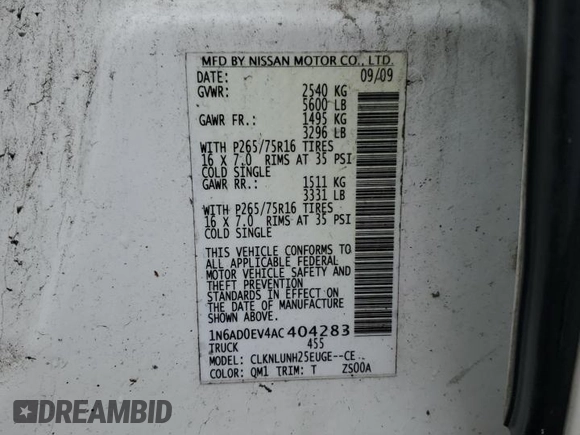 MFD BY NISSAN MOTOR CO., LTD.
DATE: 09/09
GVWR: 2540 KG
5600 LB
GAWR FR.: 1495 KG
3296 LB
WITH P265/75R16 TIRES
16 X 7.0 RIMS AT 35 PSI
COLD SINGLE
GAWR RR.: 1511 KG
3331 LB
WITH P265/75R16 TIRES
16 X 7.0 RIMS AT 35 PSI
COLD SINGLE
THIS VEHICLE CONFORMS TO
ALL APPLICABLE FEDERAL
MOTOR VEHICLE SAFETY AND
THEFT PREVENTION
STANDARDS IN EFFECT ON
THE DATE OF MANUFACTURE
SHOWN ABOVE.
1N6AD0EV4AC404283
TRUCK 455
MODEL: CLKNLUNH25EUGE--CE
COLOR: QM1 TRIM: T ZS00A
DREAMBID